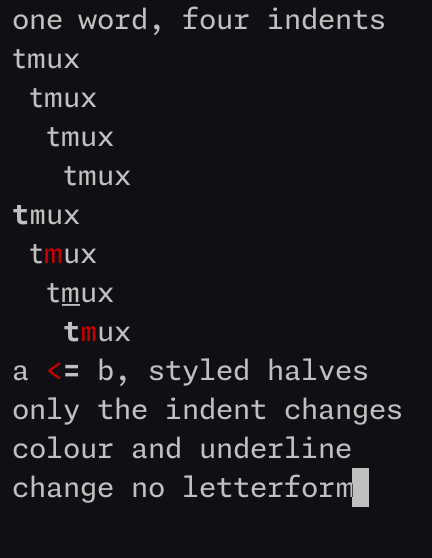 one word, four indents
tmux
 tmux
  tmux
   tmux
tmux
 tmux
  tmux
   tmux
a <= b, styled halves
only the indent changes
colour and underline
change no letterform